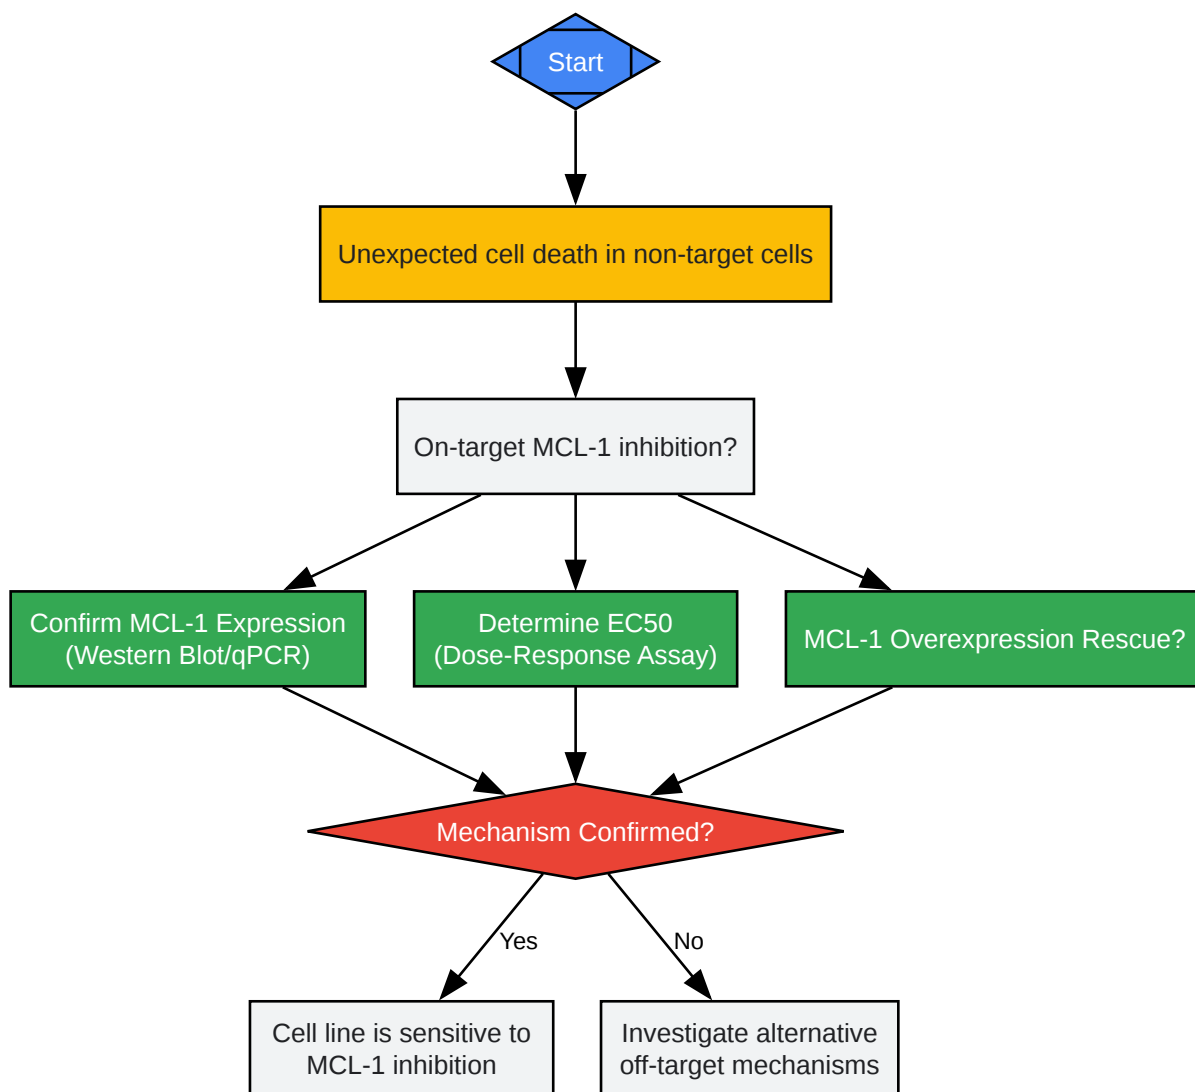 Start
Unexpected cell death in non-target cells
On-target MCL-1 inhibition?
Confirm MCL-1 Expression
(Western Blot/qPCR)
Determine EC50
(Dose-Response Assay)
MCL-1 Overexpression Rescue?
Mechanism Confirmed?
Yes
No
Cell line is sensitive to
MCL-1 inhibition
Investigate alternative
off-target mechanisms